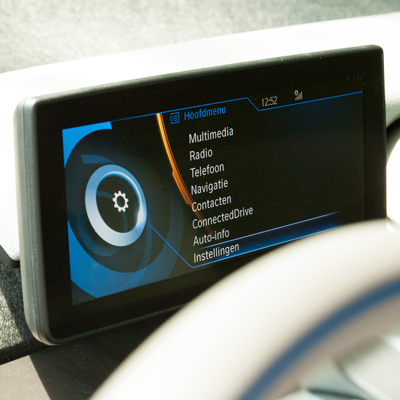 Hoofdmenu 12:52
Multimedia
Radio
Telefoon
Navigatie
Contacten
ConnectedDrive
Auto-info
Instellingen